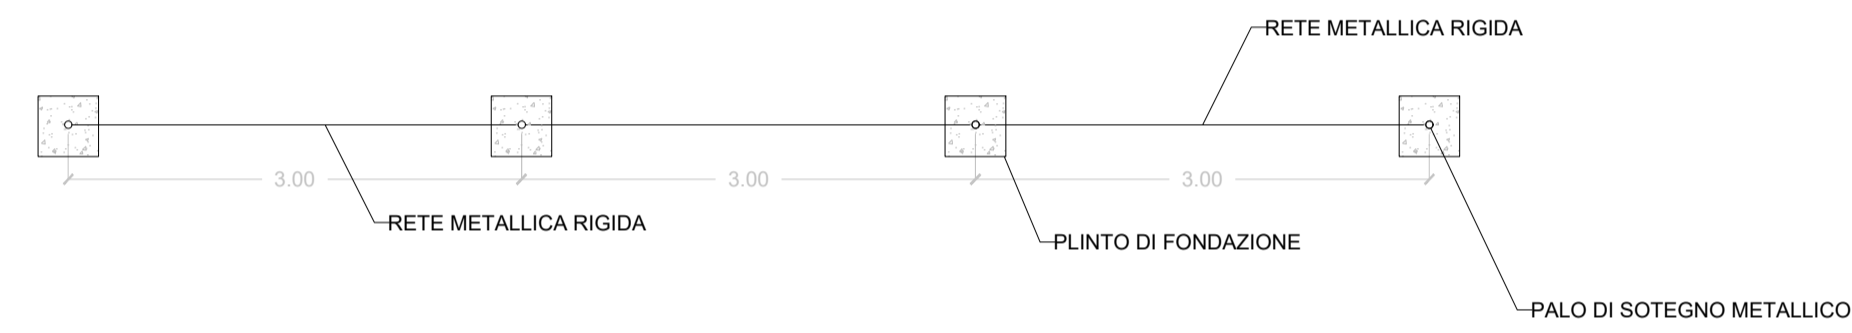 RETE METALLICA RIGIDA
3.00
3.00
3.00
RETE METALLICA RIGIDA
PLINTO DI FONDAZIONE
PALO DI SOTEGNO METALLICO